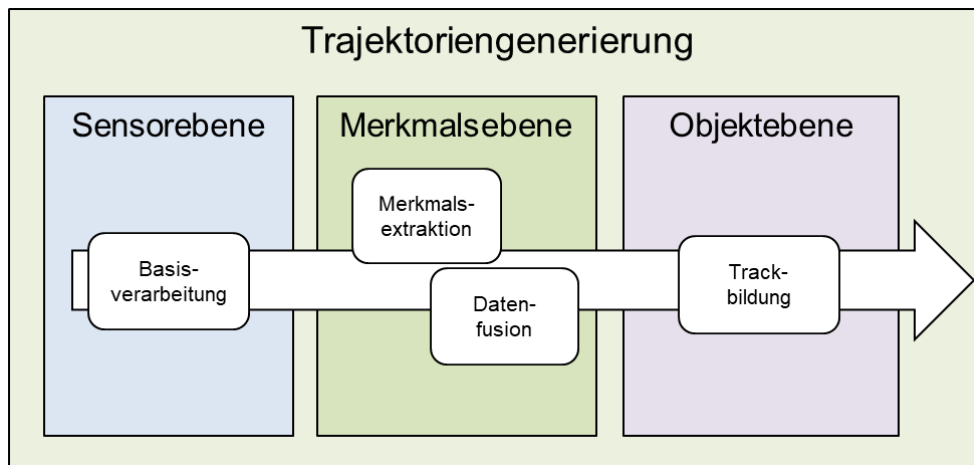 Trajektoriengenerierung
Sensorebene
Merkmalsebene
Objektebene
Basis-
verarbeitung
Merkmals-
extraktion
Daten-
fusion
Track-
bildung